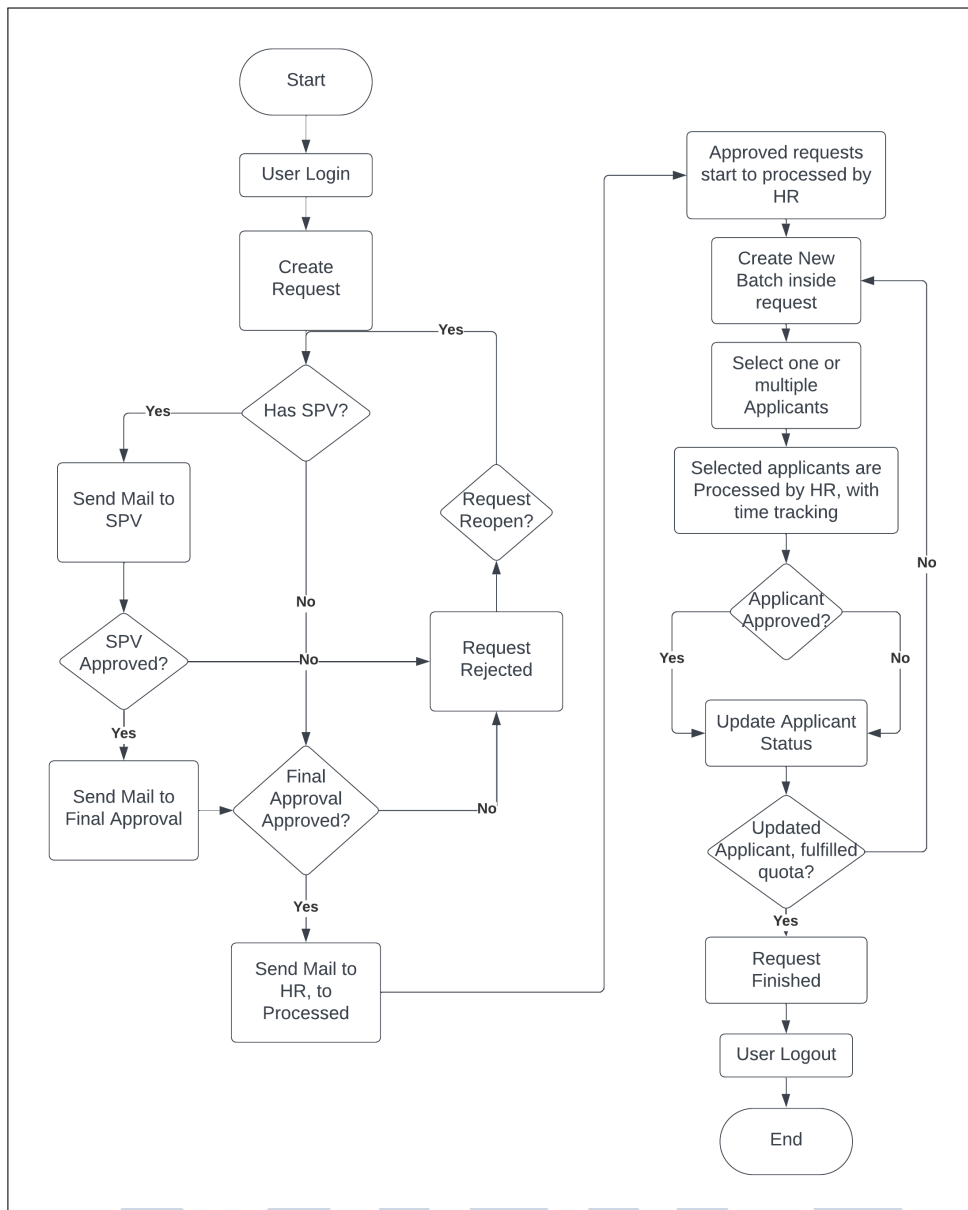 Start
User Login
Create
Request
Yes
Has SPV?
Yes
Send Mail to
SPV
Request
Reopen?
No
SPV
Approved?
No
Request
Rejected
Yes
Send Mail to
Final Approval
Final
Approval
Approved?
No
Yes
Send Mail to
HR, to
Processed
Approved requests
start to processed by
HR
Create New
Batch inside
request
Select one or
multiple
Applicants
Selected applicants are
Processed by HR, with
time tracking
No
Applicant
Approved?
Yes
No
Update Applicant
Status
Updated
Applicant, fulfilled
quota?
Yes
Request
Finished
User Logout
End